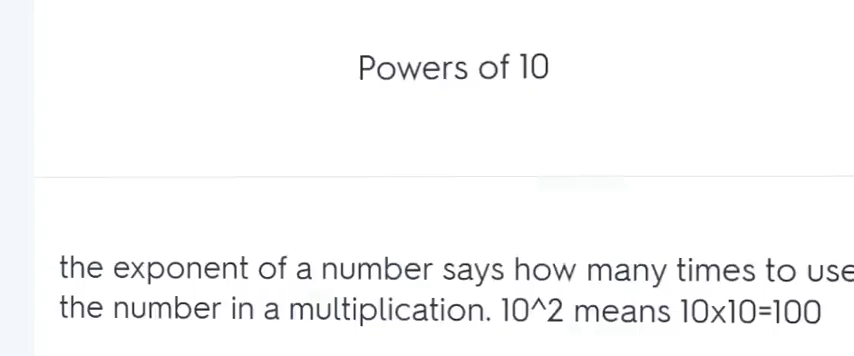 Powers of 10
the exponent of a number says how many times to use
the number in a multiplication. 10^2 means 10x10=100